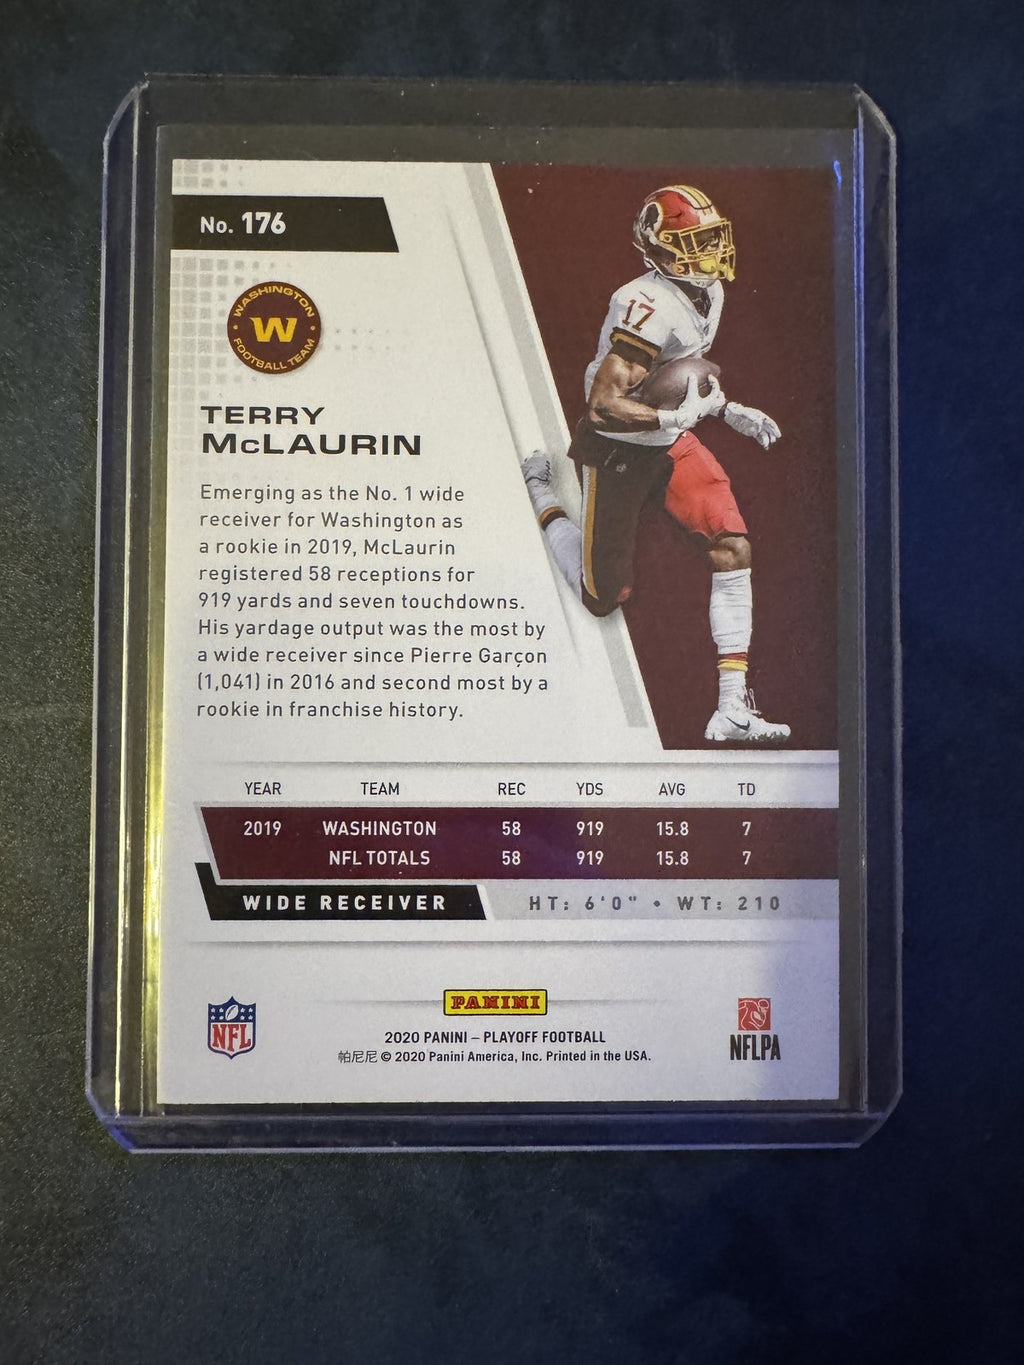 No. 176
WASHINGTON
W
FOOTBALL TEAM
TERRY
McLAURIN
Emerging as the No. 1 wide
receiver for Washington as
a rookie in 2019, McLaurin
registered 58 receptions for
919 yards and seven touchdowns.
His yardage output was the most by
a wide receiver since Pierre Garçon
(1,041) in 2016 and second most by a
rookie in franchise history.
17
YEAR TEAM REC YDS AVG TD
2019 WASHINGTON 58 919 15.8 7
NFL TOTALS 58 919 15.8 7
WIDE RECEIVER HT: 6'0" • WT: 210
NFL
PANINI
2020 PANINI – PLAYOFF FOOTBALL
帕尼尼 © 2020 Panini America, Inc. Printed in the USA.
NFLPA